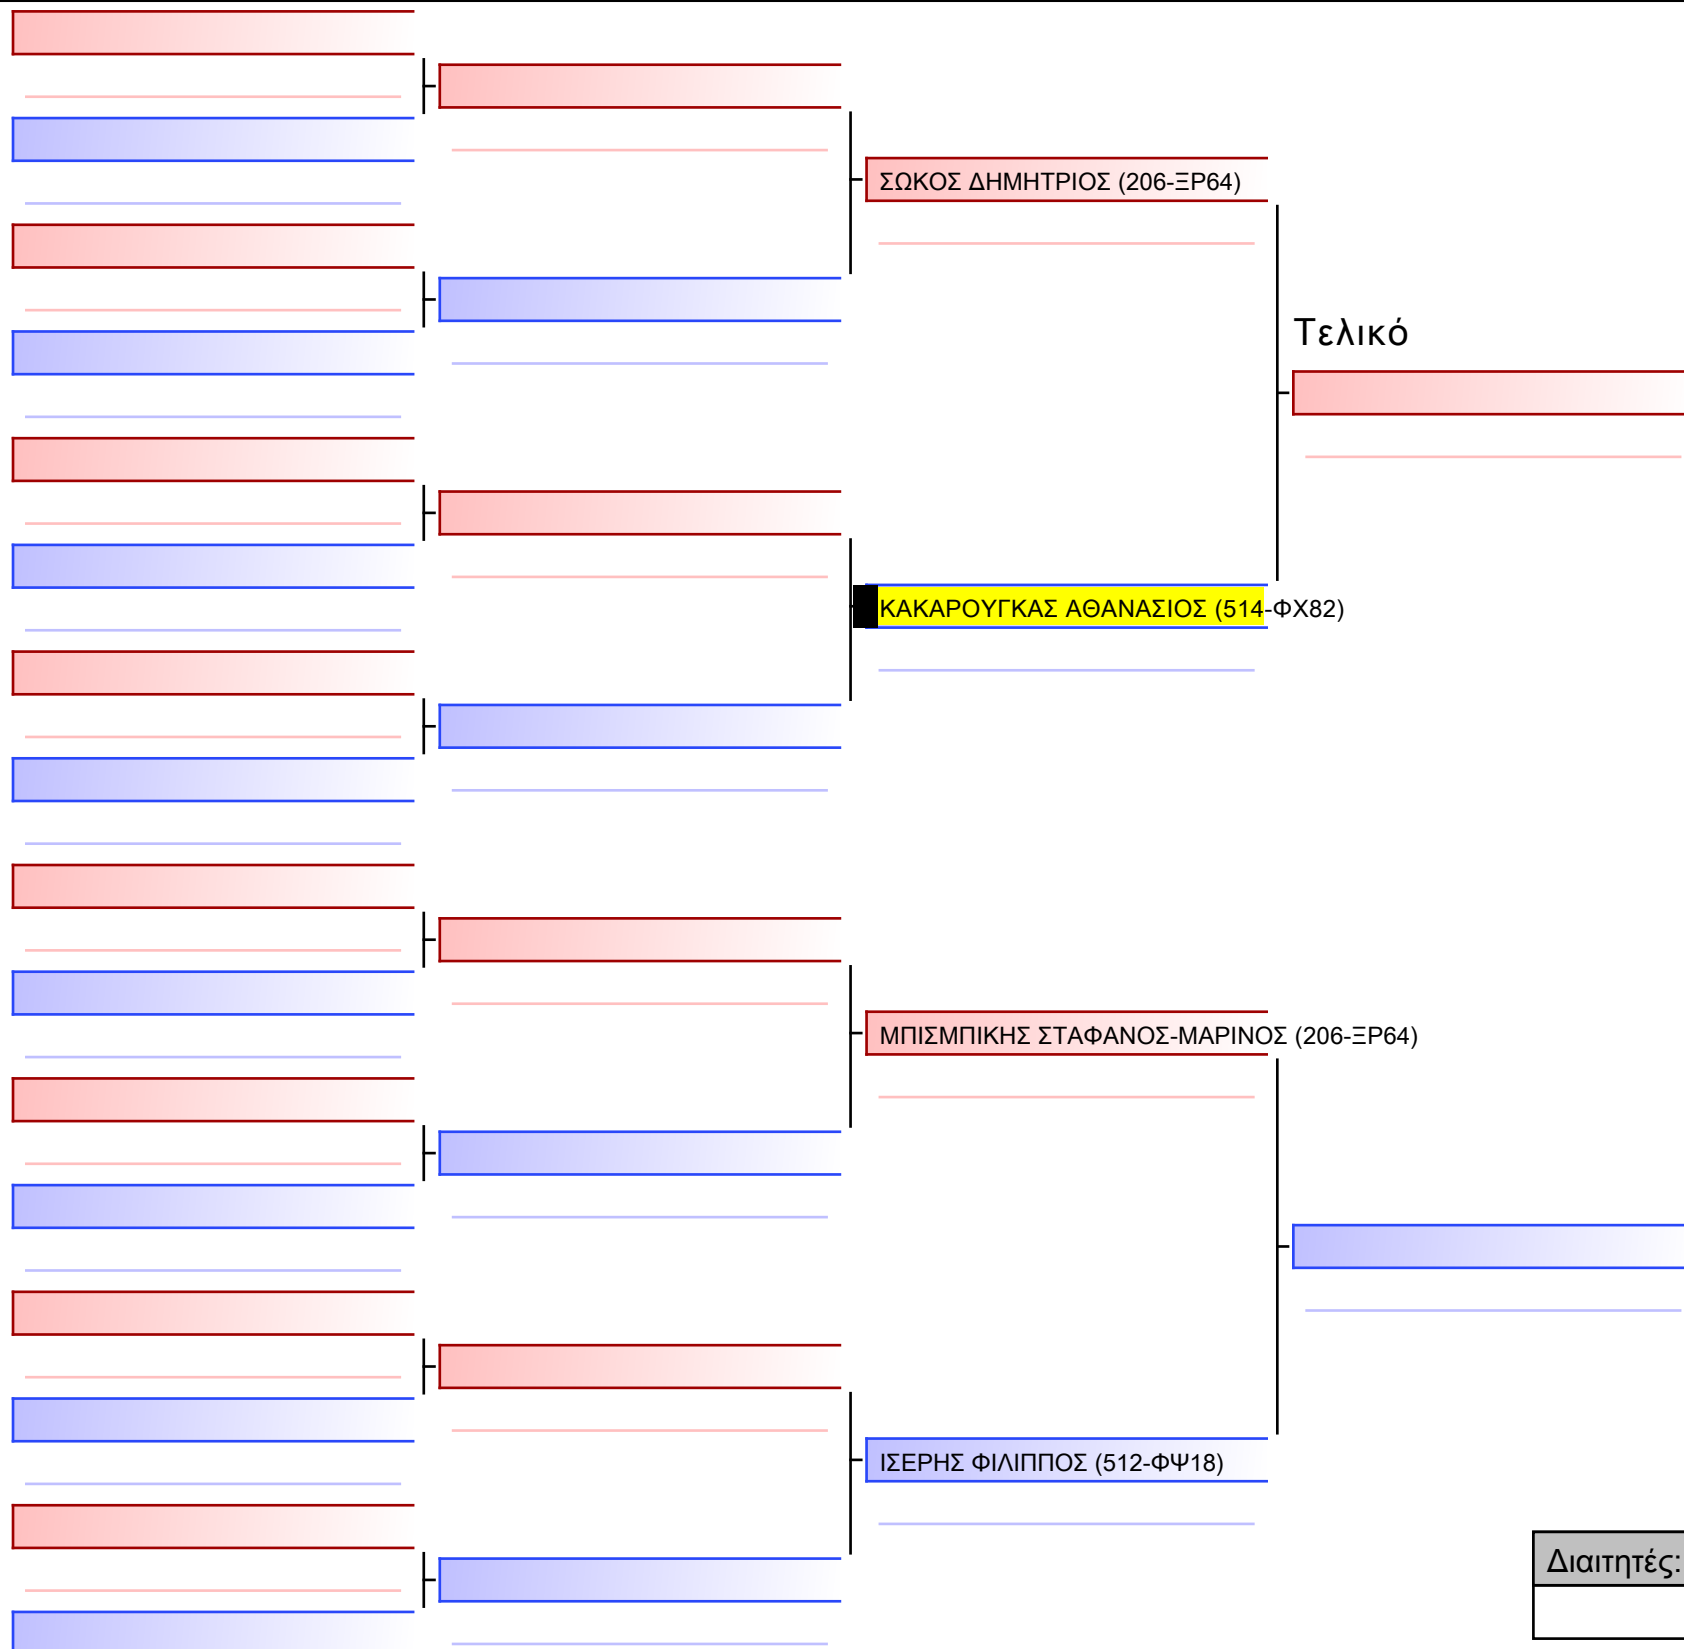 ΣΩΚΟΣ ΔΗΜΗΤΡΙΟΣ (206-ΞΡ64)
Τελικό
ΚΑΚΑΡΟΥΓΚΑΣ ΑΘΑΝΑΣΙΟΣ (514-ΦΧ82)
ΜΠΙΣΜΠΙΚΗΣ ΣΤΑΦΑΝΟΣ-ΜΑΡΙΝΟΣ (206-ΞΡ64)
ΙΣΕΡΗΣ ΦΙΛΙΠΠΟΣ (512-ΦΨ18)
Διαιτητές: